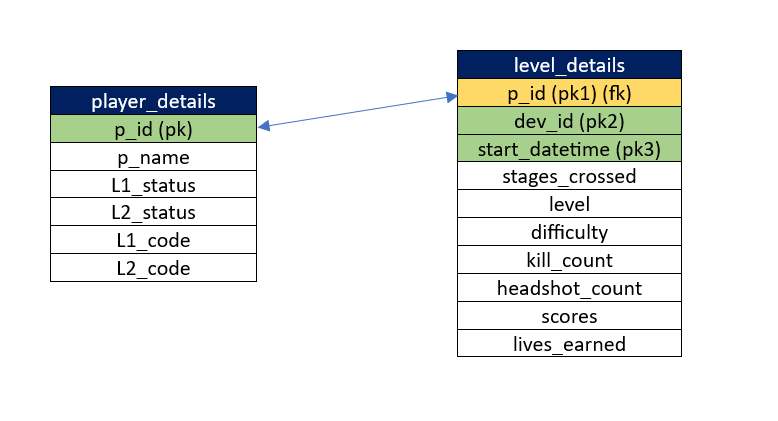 player_details
p_id (pk)
p_name
L1_status
L2_status
L1_code
L2_code
level_details
p_id (pk1) (fk)
dev_id (pk2)
start_datetime (pk3)
stages_crossed
level
difficulty
kill_count
headshot_count
scores
lives_earned